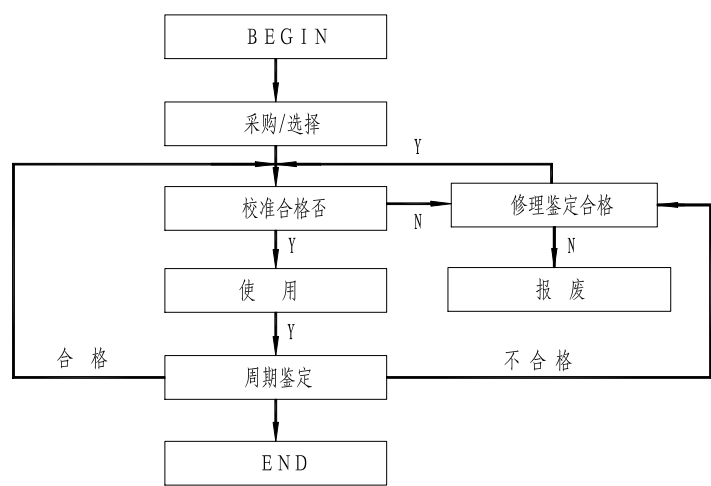 BEGIN
采购/选择
Y
校准合格否
N
修理鉴定合格
Y
N
使 用
报 废
Y
合 格
周期鉴定
不合格
END